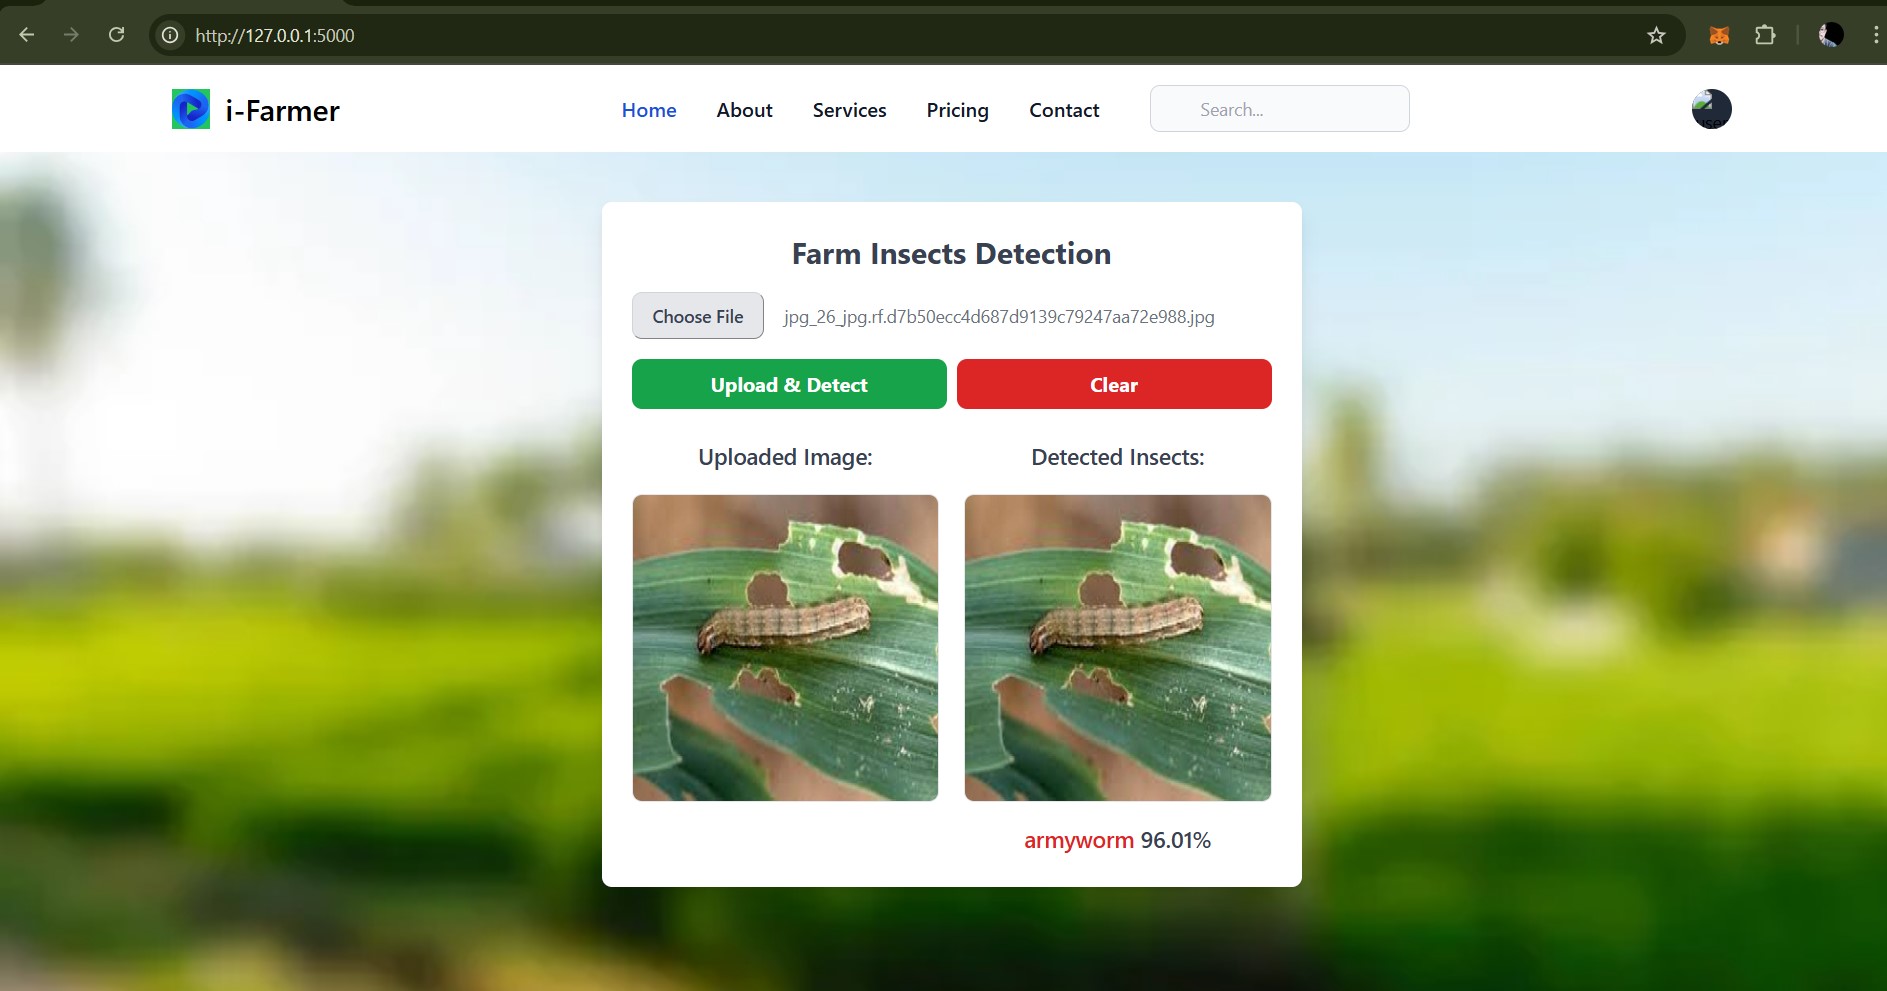 http://127.0.0.1:5000
i-Farmer
Home About Services Pricing Contact Search...
user
Farm Insects Detection
Choose File jpg_26_jpg.rf.d7b50ecc4d687d9139c79247aa72e988.jpg
Upload & Detect Clear
Uploaded Image: Detected Insects:
armyworm 96.01%